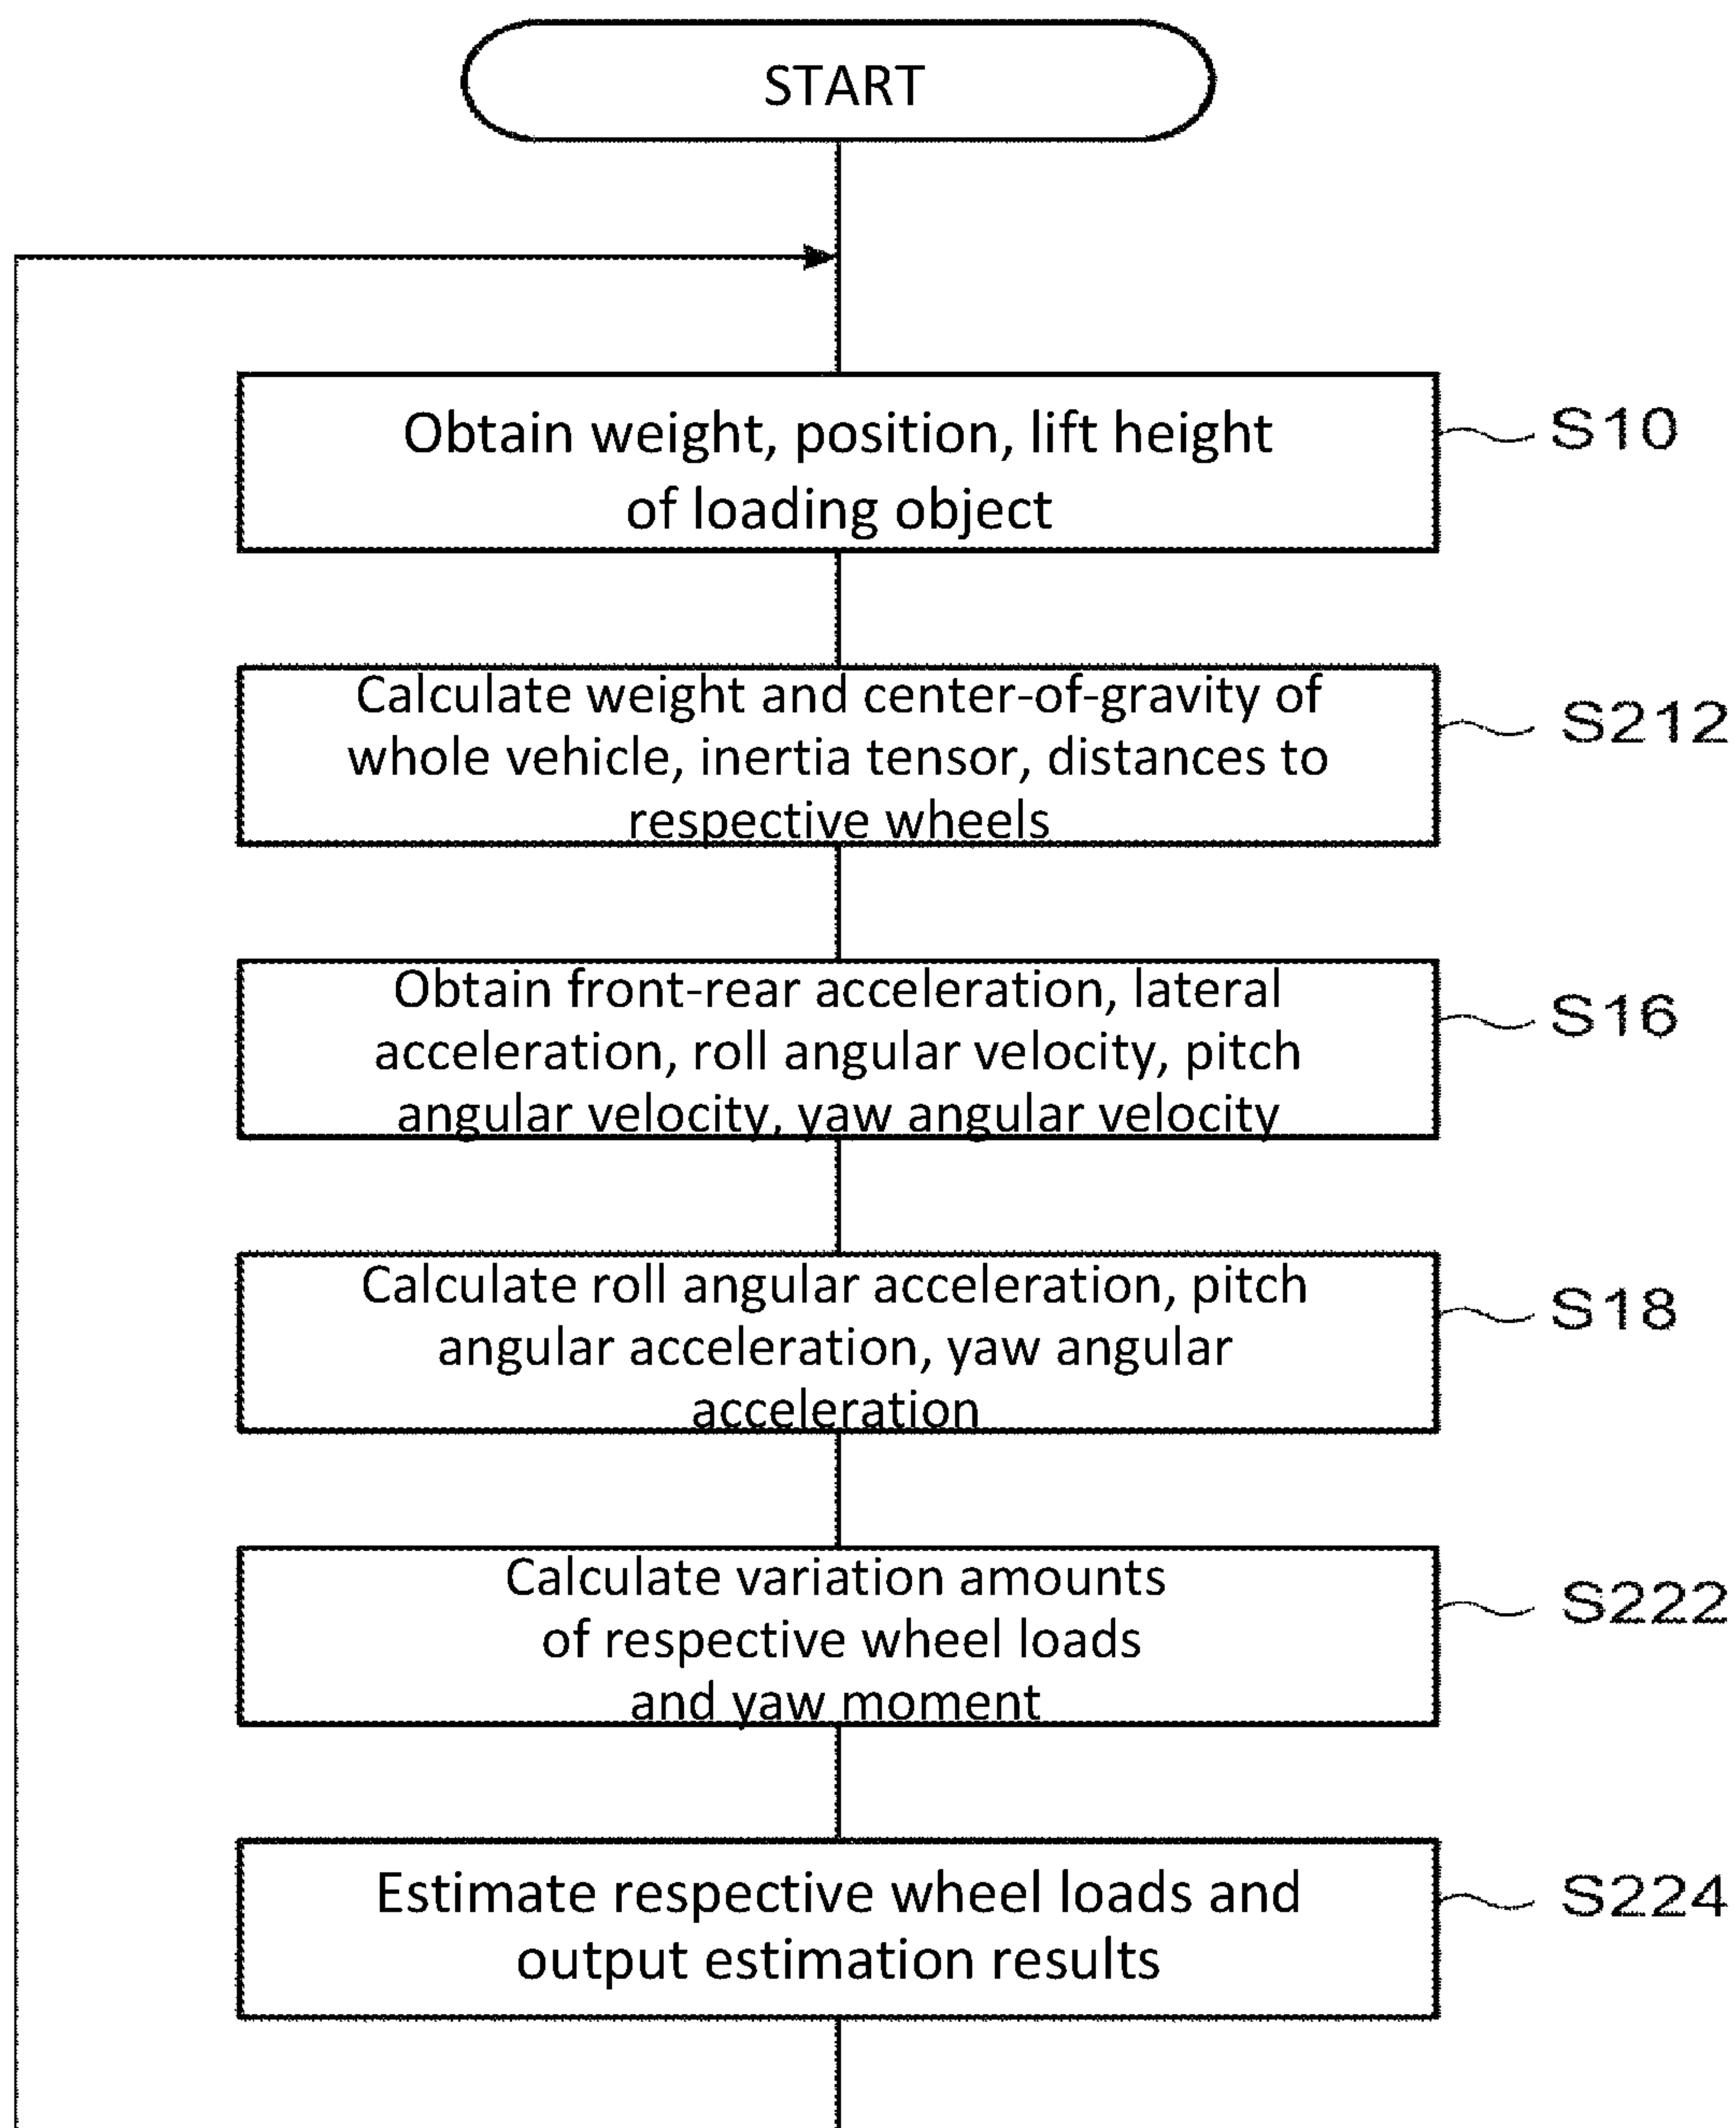 START
Obtain weight, position, lift height
of loading object
S10
Calculate weight and center-of-gravity of
whole vehicle, inertia tensor, distances to
respective wheels
S212
Obtain front-rear acceleration, lateral
acceleration, roll angular velocity, pitch
angular velocity, yaw angular velocity
S16
Calculate roll angular acceleration, pitch
angular acceleration, yaw angular
acceleration
S18
Calculate variation amounts
of respective wheel loads
and yaw moment
S222
Estimate respective wheel loads and
output estimation results
S224